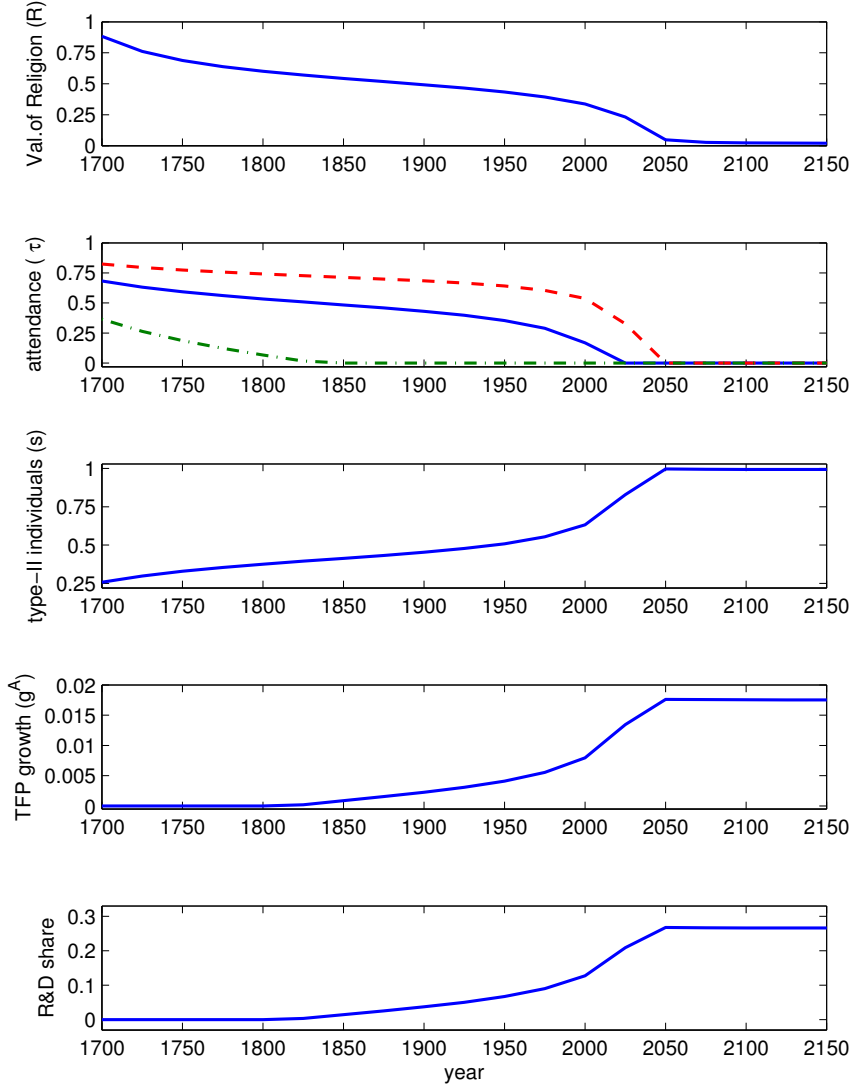 Val.of Religion (R)
1
0.75
0.5
0.25
0
1700 1750 1800 1850 1900 1950 2000 2050 2100 2150
attendance ( τ)
1
0.75
0.5
0.25
0
1700 1750 1800 1850 1900 1950 2000 2050 2100 2150
type−II individuals (s)
1
0.75
0.5
0.25
1700 1750 1800 1850 1900 1950 2000 2050 2100 2150
TFP growth (g^A)
0.02
0.015
0.01
0.005
0
1700 1750 1800 1850 1900 1950 2000 2050 2100 2150
R&D share
0.3
0.2
0.1
0
1700 1750 1800 1850 1900 1950 2000 2050 2100 2150
year